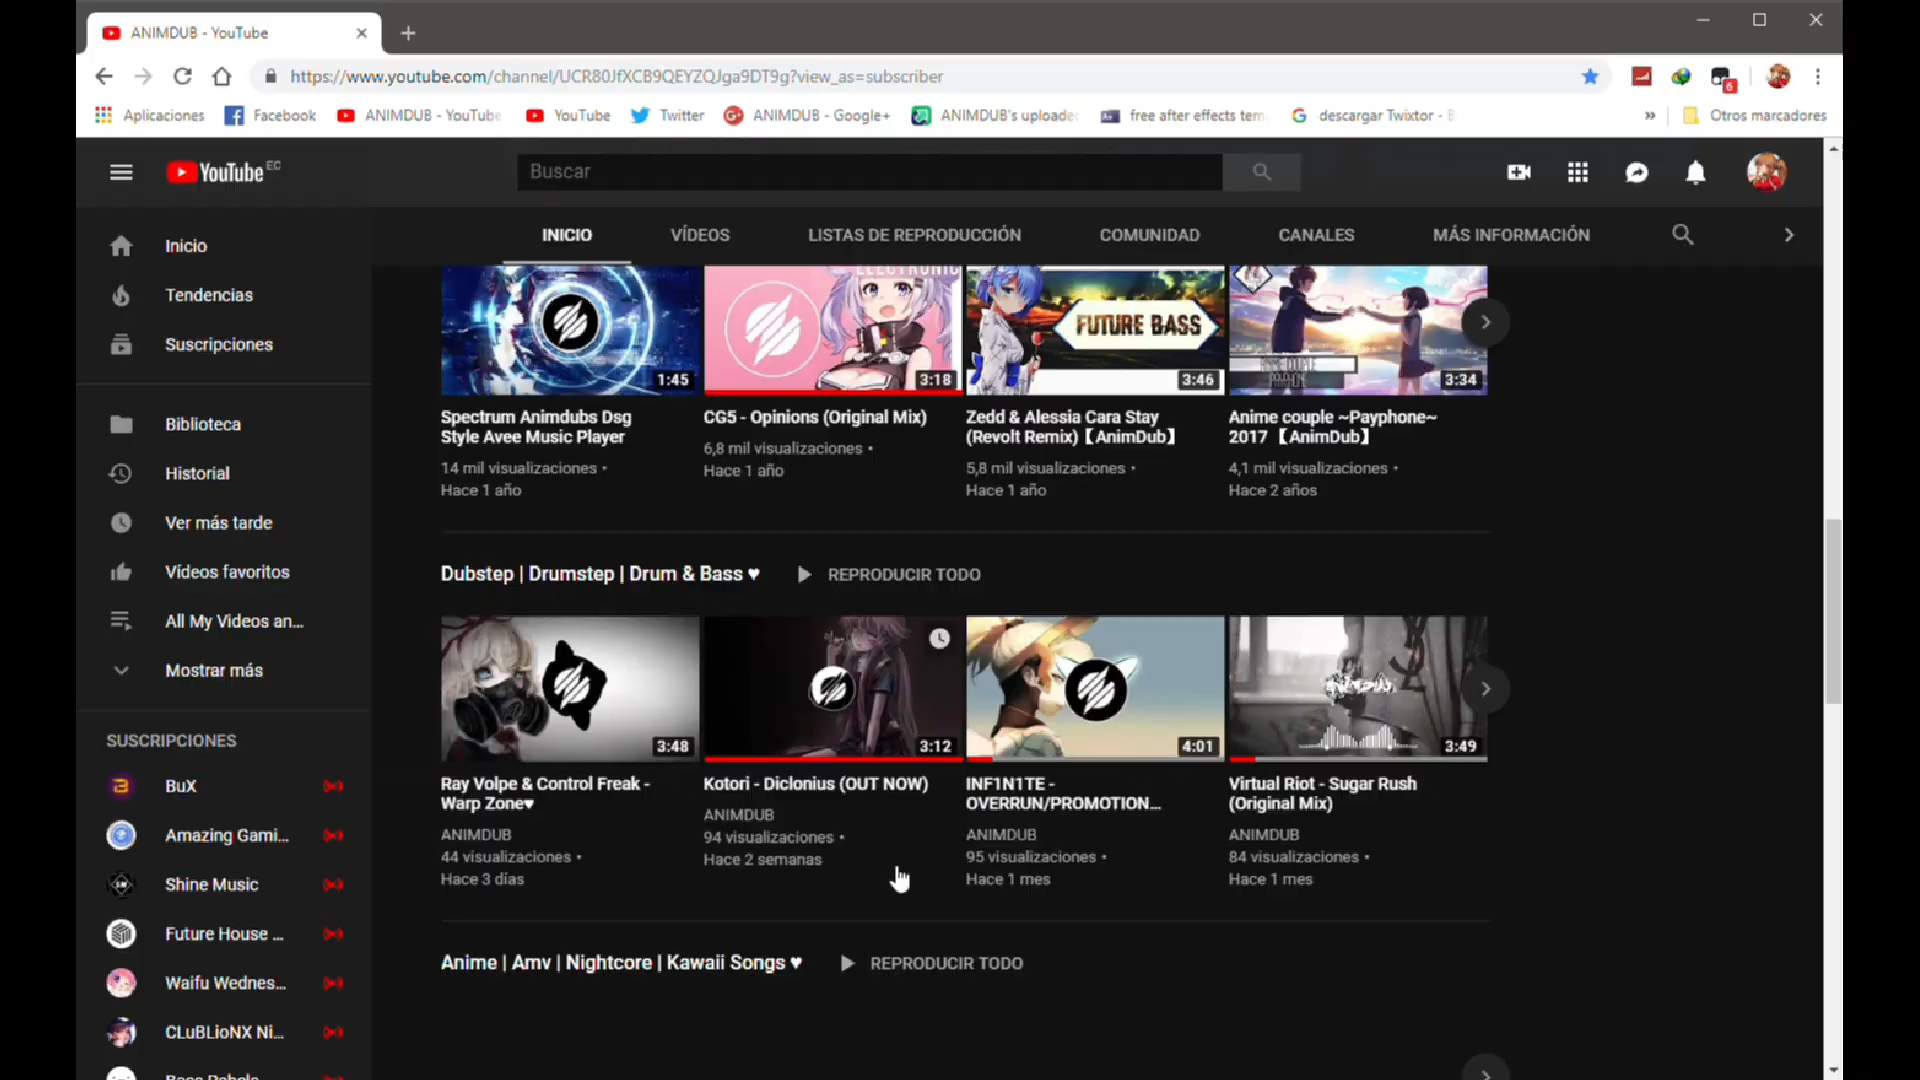 ANIMDUB - YouTube
https://www.youtube.com/channel/UCR80JfXCB9QEYZQJga9DT9g?view_as=subscriber
6
Aplicaciones
Facebook
ANIMDUB - YouTube
YouTube
Twitter
ANIMDUB - Google+
ANIMDUB's uploade
free after effects tem
descargar Twixtor -
»
Otros marcadores
YouTube EC
Buscar
INICIO
VÍDEOS
LISTAS DE REPRODUCCIÓN
COMUNIDAD
CANALES
MÁS INFORMACIÓN
Inicio
Tendencias
Suscripciones
Biblioteca
Historial
Ver más tarde
Vídeos favoritos
All My Videos an...
Mostrar más
SUSCRIPCIONES
BuX
Amazing Gami...
Shine Music
Future House ...
Waifu Wednes...
CLuBLioNX Ni...
1:45
Spectrum Animdubs Dsg
Style Avee Music Player
14 mil visualizaciones •
Hace 1 año
ELECTRONIC
3:18
CG5 - Opinions (Original Mix)
6,8 mil visualizaciones •
Hace 1 año
FUTURE BASS
3:46
Zedd & Alessia Cara Stay
(Revolt Remix)【AnimDub】
5,8 mil visualizaciones •
Hace 1 año
3:34
Anime couple ~Payphone~
2017 【AnimDub】
4,1 mil visualizaciones •
Hace 2 años
Dubstep | Drumstep | Drum & Bass ♥
REPRODUCIR TODO
3:48
Ray Volpe & Control Freak -
Warp Zone♥
ANIMDUB
44 visualizaciones •
Hace 3 días
3:12
Kotori - Diclonius (OUT NOW)
ANIMDUB
94 visualizaciones •
Hace 2 semanas
4:01
INF1N1TE -
OVERRUN/PROMOTION...
ANIMDUB
95 visualizaciones •
Hace 1 mes
3:49
Virtual Riot - Sugar Rush
(Original Mix)
ANIMDUB
84 visualizaciones •
Hace 1 mes
Anime | Amv | Nightcore | Kawaii Songs ♥
REPRODUCIR TODO